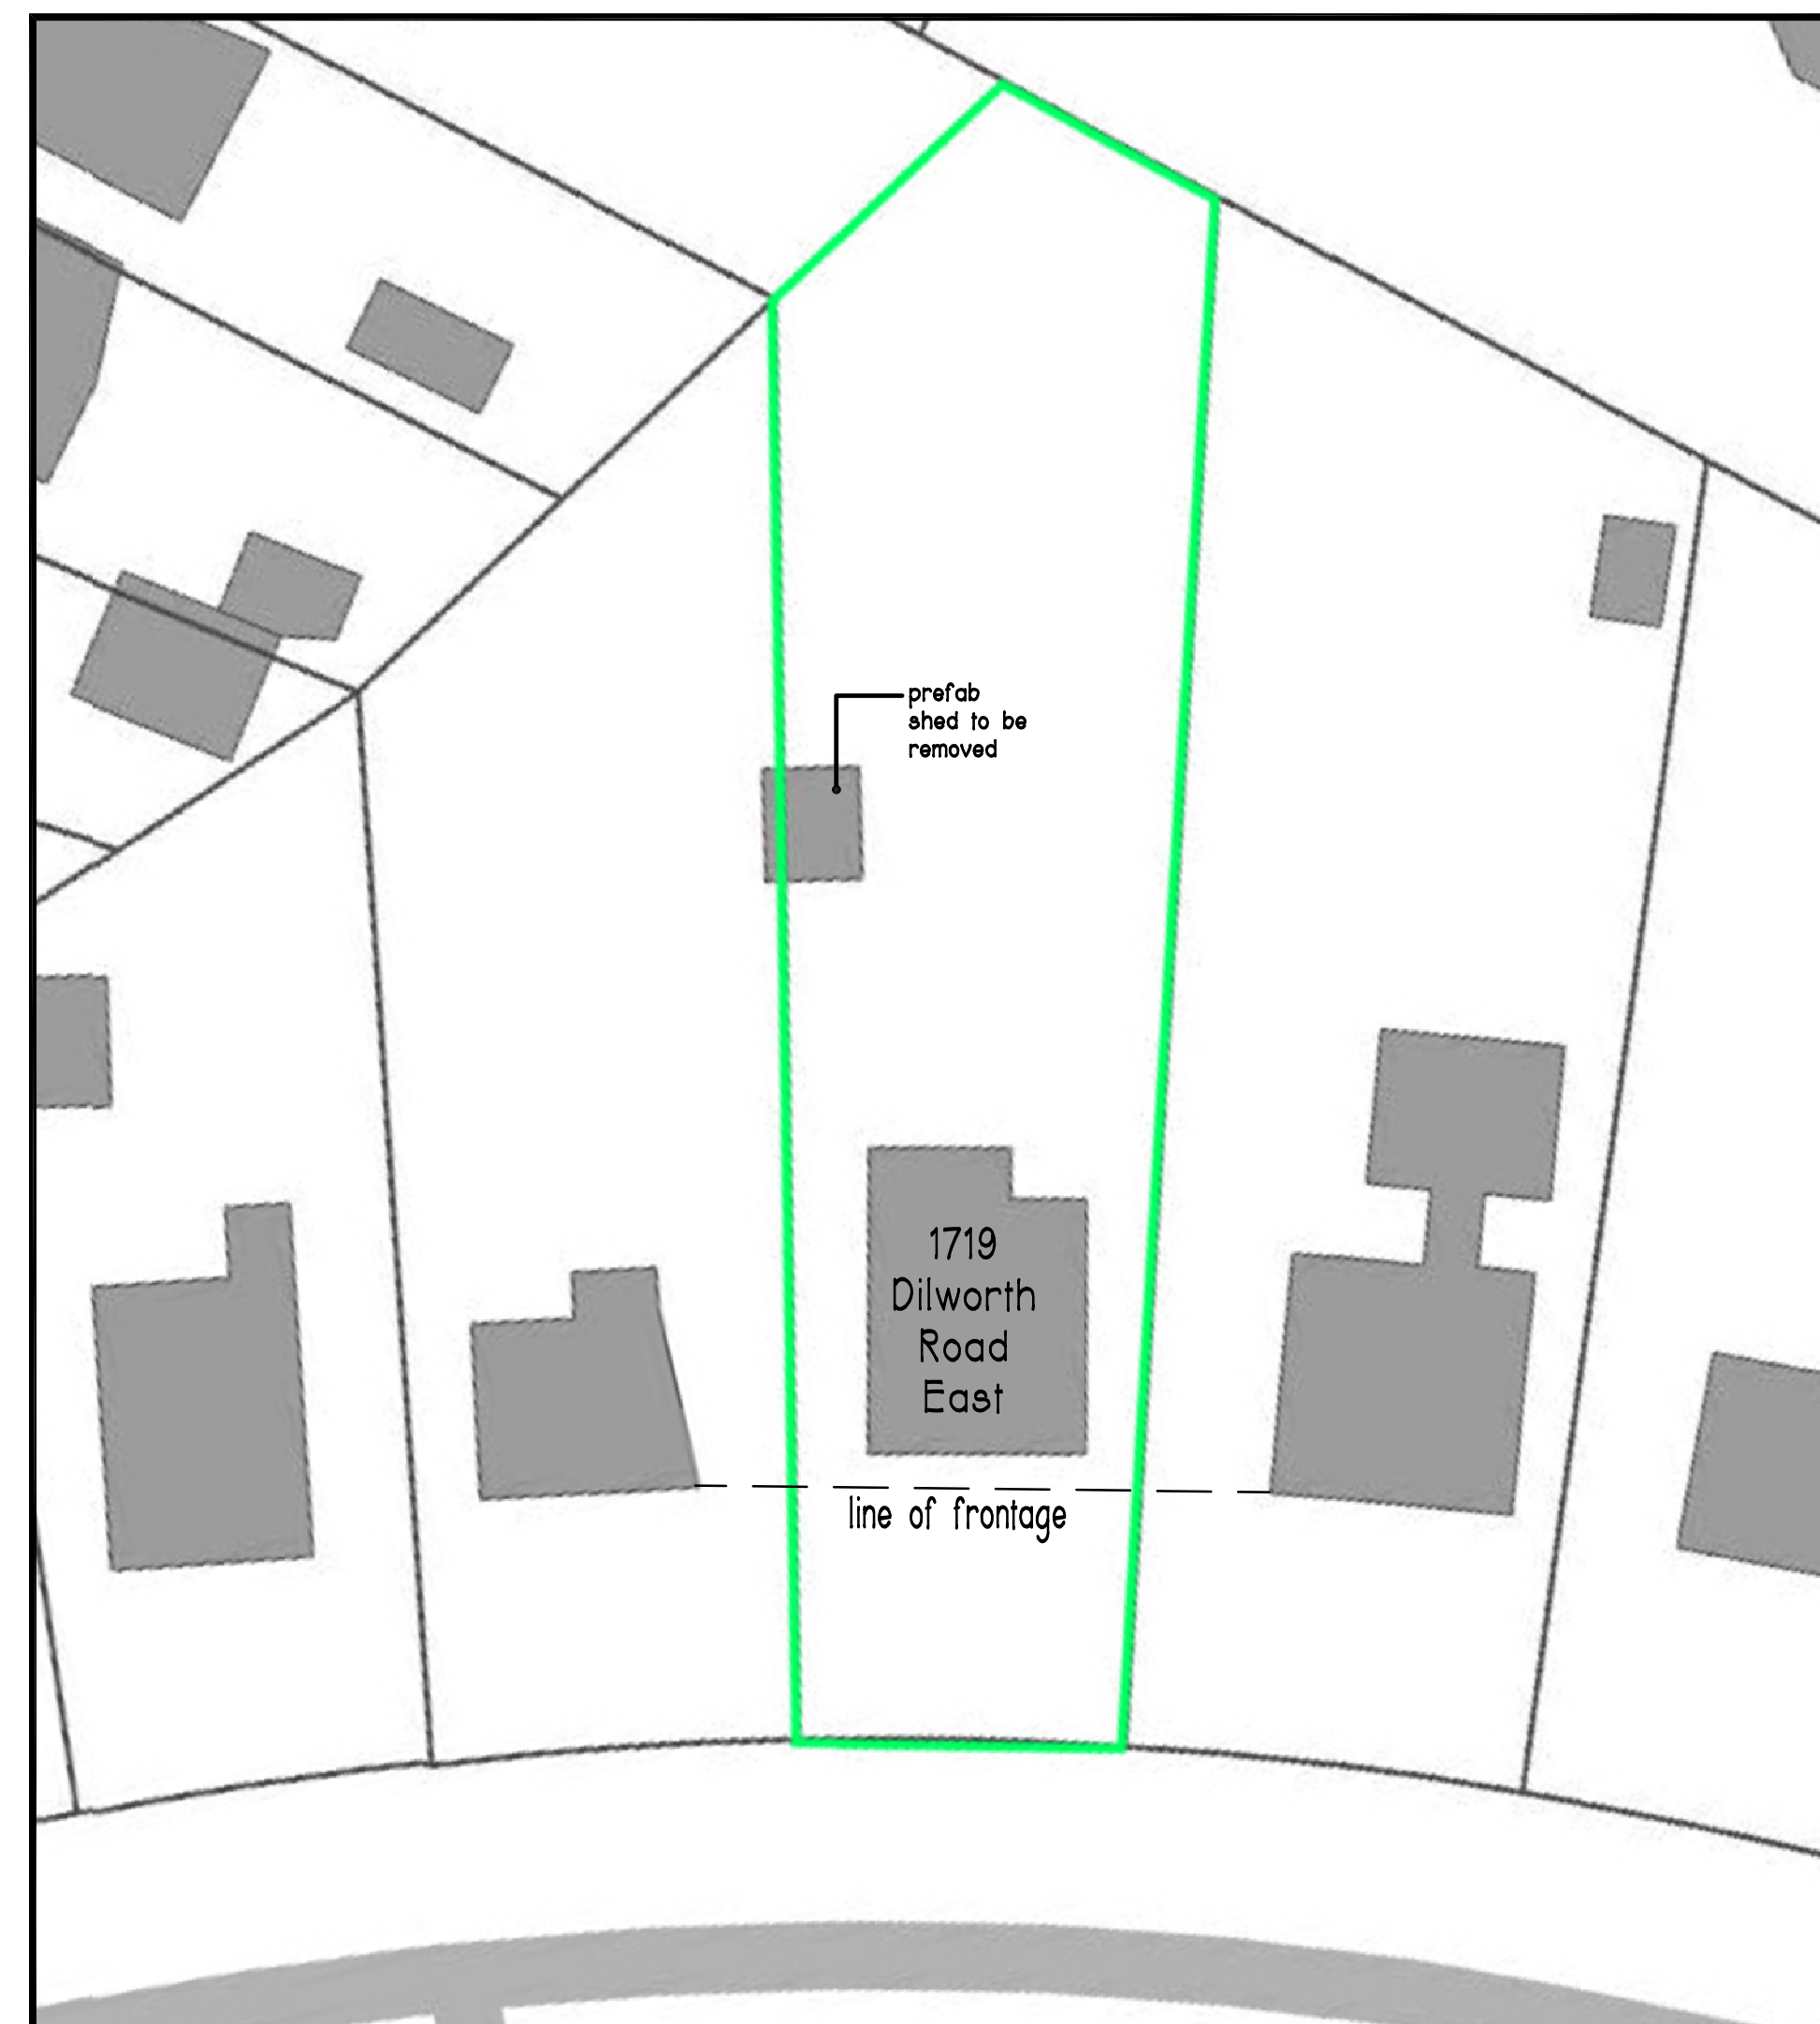 prefab
shed to be
removed
1719
Dilworth
Road
East
line of frontage